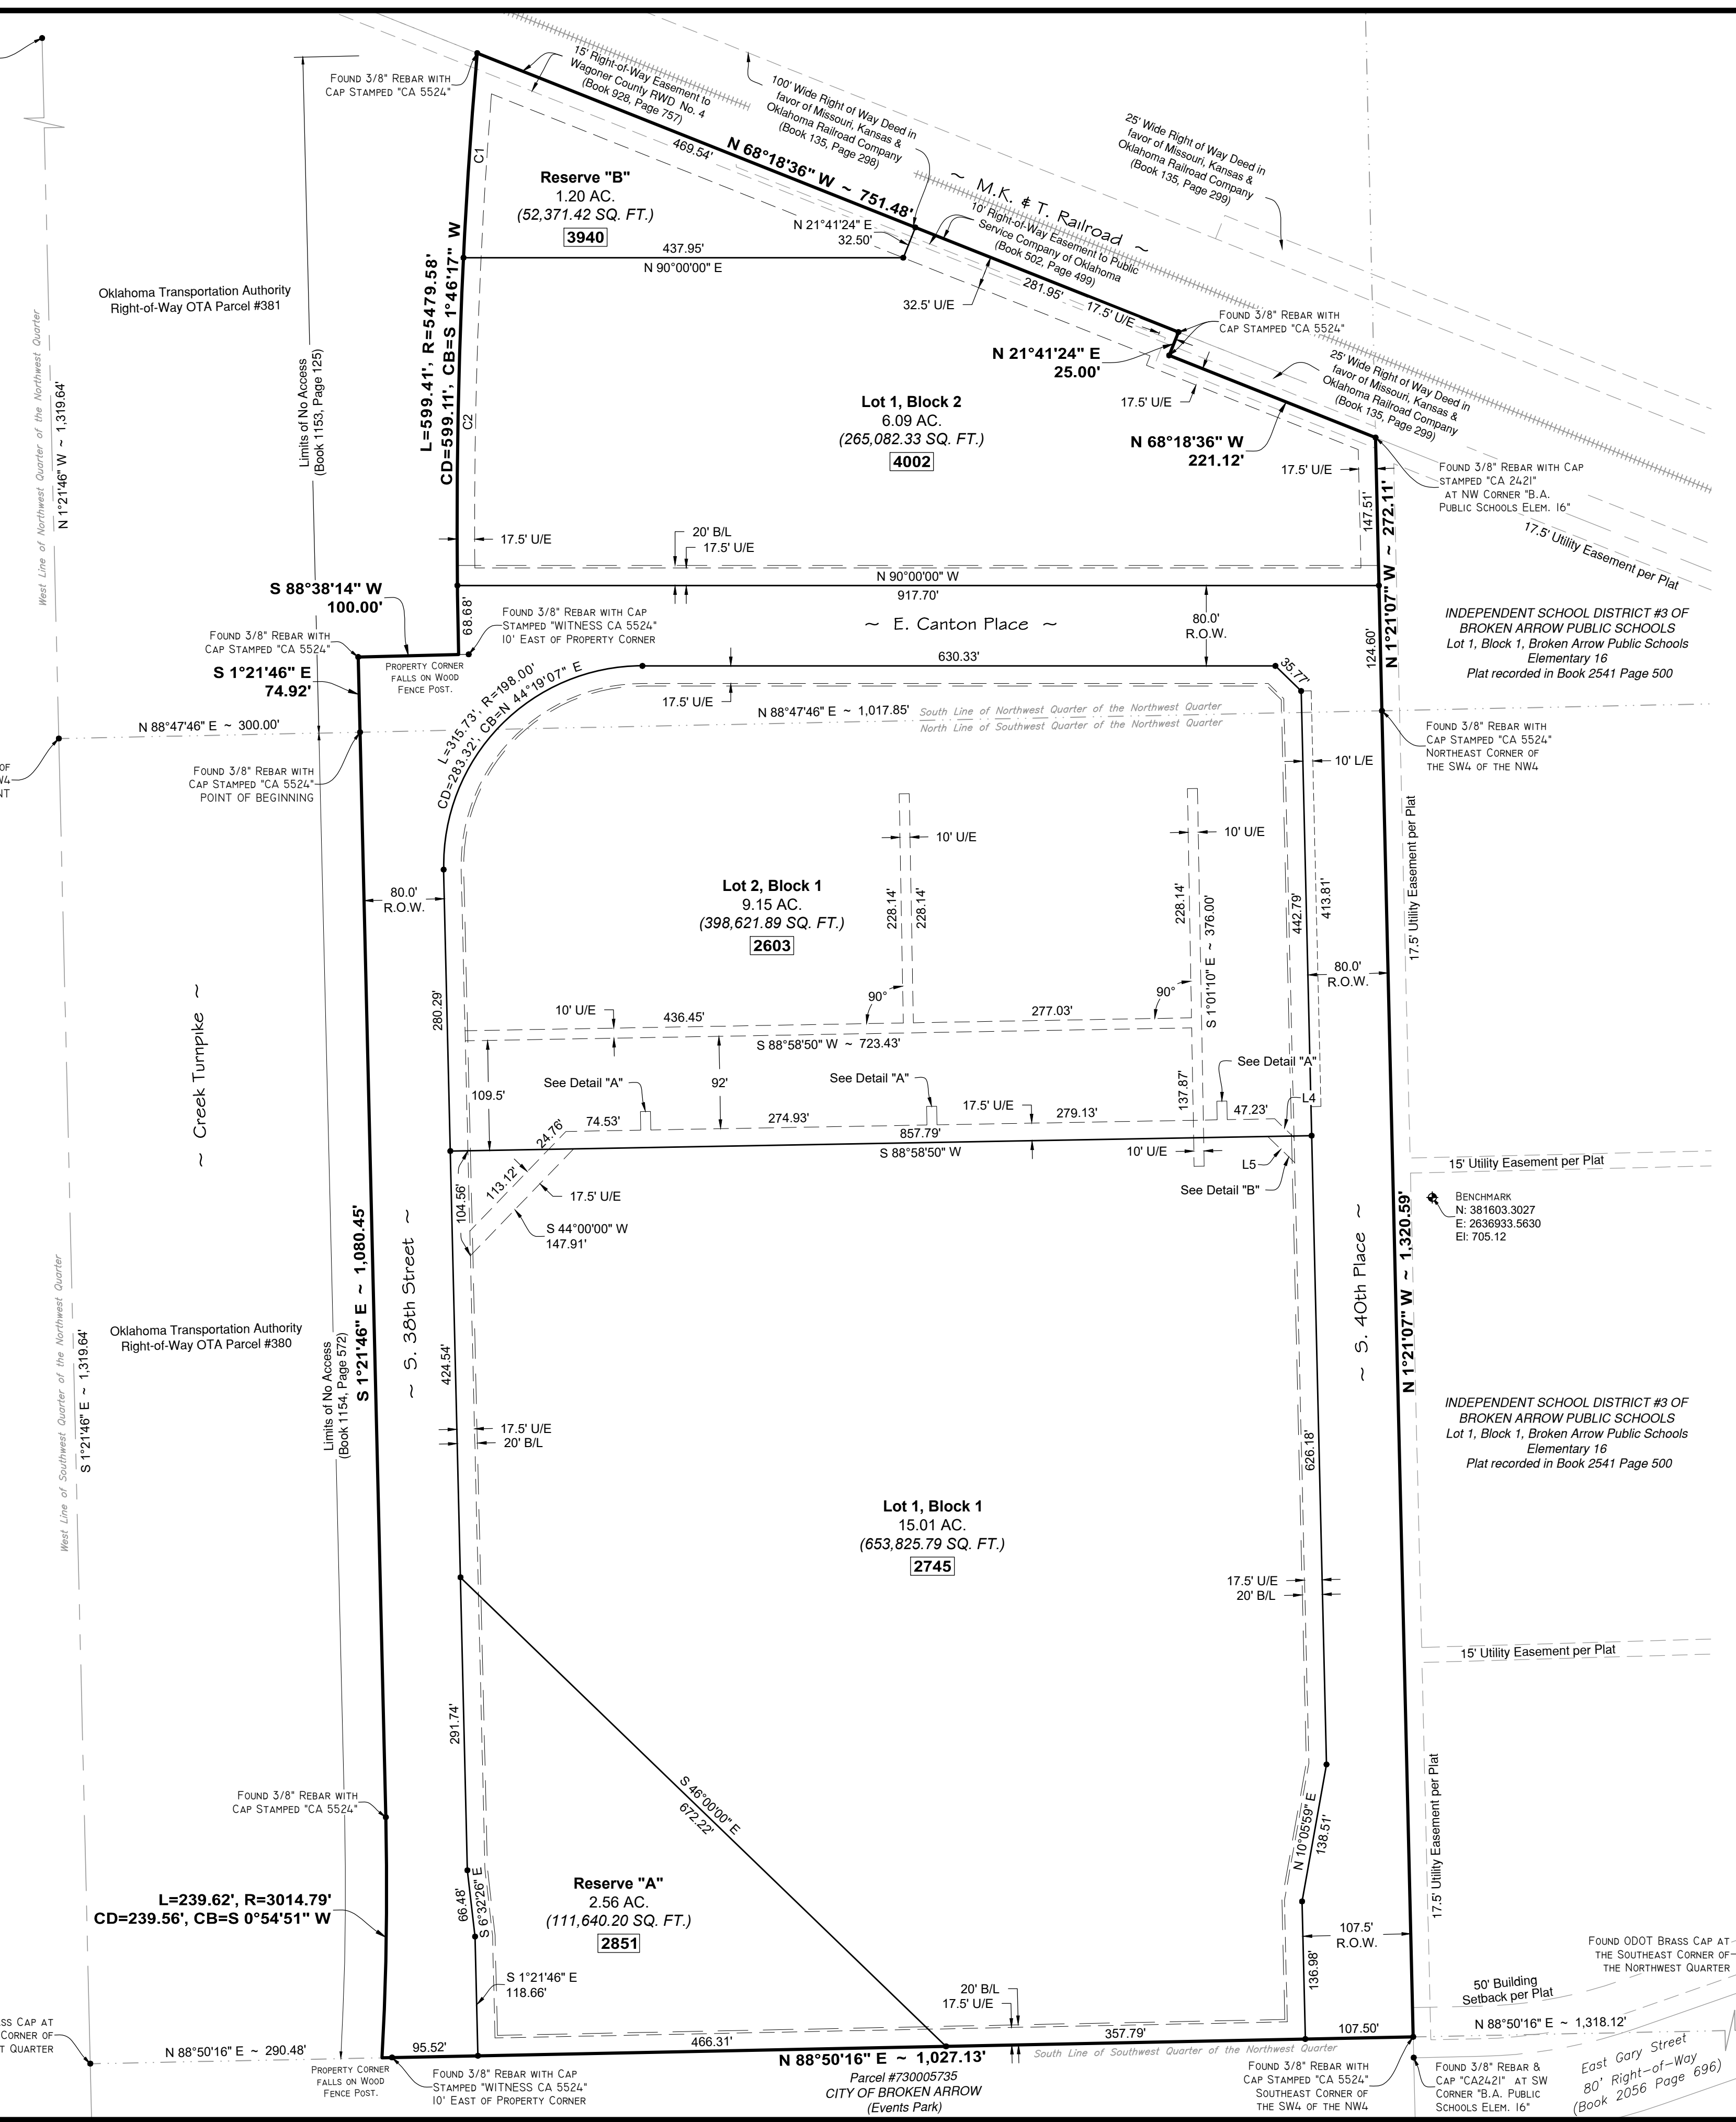 FOUND 3/8" REBAR WITH
CAP STAMPED "CA 5524"
15' Right-of-Way Easement to
Wagoner County RWD No. 4
(Book 928, Page 757)
100' Wide Right of Way Deed in
favor of Missouri, Kansas &
Oklahoma Railroad Company
(Book 135, Page 298)
25' Wide Right of Way Deed in
favor of Missouri, Kansas &
Oklahoma Railroad Company
(Book 135, Page 299)
469.54'
N 68°18'36" W ~ 751.48'
~ M.K. & T. Railroad ~
C1
Reserve "B"
1.20 AC.
(52,371.42 SQ. FT.)
3940
N 21°41'24" E
32.50'
10' Right-of-Way Easement to Public
Service Company of Oklahoma
(Book 502, Page 499)
437.95'
N 90°00'00" E
281.95'
17.5' U/E
32.5' U/E
Oklahoma Transportation Authority
Right-of-Way OTA Parcel #381
West Line of Northwest Quarter of the Northwest Quarter
N 1°21'46" W ~ 1,319.64'
Limits of No Access
(Book 1153, Page 125)
L=599.41', R=5479.58'
CD=599.11', CB=S 1°46'17" W
C2
FOUND 3/8" REBAR WITH
CAP STAMPED "CA 5524"
N 21°41'24" E
25.00'
25' Wide Right of Way Deed in
favor of Missouri, Kansas &
Oklahoma Railroad Company
(Book 135, Page 299)
17.5' U/E
Lot 1, Block 2
6.09 AC.
(265,082.33 SQ. FT.)
4002
N 68°18'36" W
221.12'
17.5' U/E
FOUND 3/8" REBAR WITH CAP
STAMPED "CA 2421"
AT NW CORNER "B.A.
PUBLIC SCHOOLS ELEM. 16"
147.51'
N 1°21'07" W ~ 272.11'
17.5' Utility Easement per Plat
17.5' U/E
20' B/L
17.5' U/E
N 90°00'00" W
917.70'
S 88°38'14" W
100.00'
68.68'
FOUND 3/8" REBAR WITH CAP
STAMPED "WITNESS CA 5524"
10' EAST OF PROPERTY CORNER
~ E. Canton Place ~
80.0'
R.O.W.
124.60'
INDEPENDENT SCHOOL DISTRICT #3 OF
BROKEN ARROW PUBLIC SCHOOLS
Lot 1, Block 1, Broken Arrow Public Schools
Elementary 16
Plat recorded in Book 2541 Page 500
FOUND 3/8" REBAR WITH
CAP STAMPED "CA 5524"
PROPERTY CORNER
FALLS ON WOOD
FENCE POST.
S 1°21'46" E
74.92'
L=315.73', R=198.00'
CD=283.32', CB=N 44°19'07" E
630.33'
35.77'
17.5' U/E
N 88°47'46" E ~ 1,017.85'
South Line of Northwest Quarter of the Northwest Quarter
North Line of Southwest Quarter of the Northwest Quarter
N 88°47'46" E ~ 300.00'
OF
W4
NT
FOUND 3/8" REBAR WITH
CAP STAMPED "CA 5524"
POINT OF BEGINNING
FOUND 3/8" REBAR WITH
CAP STAMPED "CA 5524"
NORTHEAST CORNER OF
THE SW4 OF THE NW4
10' L/E
10' U/E
10' U/E
80.0'
R.O.W.
Lot 2, Block 1
9.15 AC.
(398,621.89 SQ. FT.)
2603
228.14'
228.14'
228.14'
S 1°01'10" E ~ 376.00'
442.79'
413.81'
17.5' Utility Easement per Plat
80.0'
R.O.W.
280.29'
90°
90°
10' U/E
436.45'
277.03'
S 88°58'50" W ~ 723.43'
~ Creek Turnpike ~
109.5'
92'
See Detail "A"
See Detail "A"
See Detail "A"
137.87'
L4
24.76'
74.53'
274.93'
17.5' U/E
279.13'
47.23'
857.79'
S 88°58'50" W
10' U/E
L5
See Detail "B"
113.12'
104.56'
17.5' U/E
S 44°00'00" W
147.91'
15' Utility Easement per Plat
BENCHMARK
N: 381603.3027
E: 2636933.5630
El: 705.12
S 1°21'46" E ~ 1,080.45'
~ S. 38th Street ~
~ S. 40th Place ~
N 1°21'07" W ~ 1,320.59'
West Line of Southwest Quarter of the Northwest Quarter
S 1°21'46" E ~ 1,319.64'
Oklahoma Transportation Authority
Right-of-Way OTA Parcel #380
Limits of No Access
(Book 1154, Page 572)
424.54'
17.5' U/E
20' B/L
626.18'
INDEPENDENT SCHOOL DISTRICT #3 OF
BROKEN ARROW PUBLIC SCHOOLS
Lot 1, Block 1, Broken Arrow Public Schools
Elementary 16
Plat recorded in Book 2541 Page 500
Lot 1, Block 1
15.01 AC.
(653,825.79 SQ. FT.)
2745
17.5' U/E
20' B/L
15' Utility Easement per Plat
291.74'
S 46°00'00" E
672.22'
FOUND 3/8" REBAR WITH
CAP STAMPED "CA 5524"
N 10°05'59" E
138.51'
17.5' Utility Easement per Plat
L=239.62', R=3014.79'
CD=239.56', CB=S 0°54'51" W
66.48'
S 6°32'26" E
Reserve "A"
2.56 AC.
(111,640.20 SQ. FT.)
2851
107.5'
R.O.W.
136.98'
FOUND ODOT BRASS CAP AT
THE SOUTHEAST CORNER OF
THE NORTHWEST QUARTER
S 1°21'46" E
118.66'
20' B/L
17.5' U/E
50' Building
Setback per Plat
SS CAP AT
CORNER OF
T QUARTER
N 88°50'16" E ~ 290.48'
95.52'
466.31'
357.79'
107.50'
N 88°50'16" E ~ 1,318.12'
N 88°50'16" E ~ 1,027.13'
South Line of Southwest Quarter of the Northwest Quarter
PROPERTY CORNER
FALLS ON WOOD
FENCE POST.
FOUND 3/8" REBAR WITH CAP
STAMPED "WITNESS CA 5524"
10' EAST OF PROPERTY CORNER
Parcel #730005735
CITY OF BROKEN ARROW
(Events Park)
FOUND 3/8" REBAR WITH
CAP STAMPED "CA 5524"
SOUTHEAST CORNER OF
THE SW4 OF THE NW4
FOUND 3/8" REBAR &
CAP "CA2421" AT SW
CORNER "B.A. PUBLIC
SCHOOLS ELEM. 16"
East Gary Street
80' Right-of-Way
(Book 2056 Page 696)